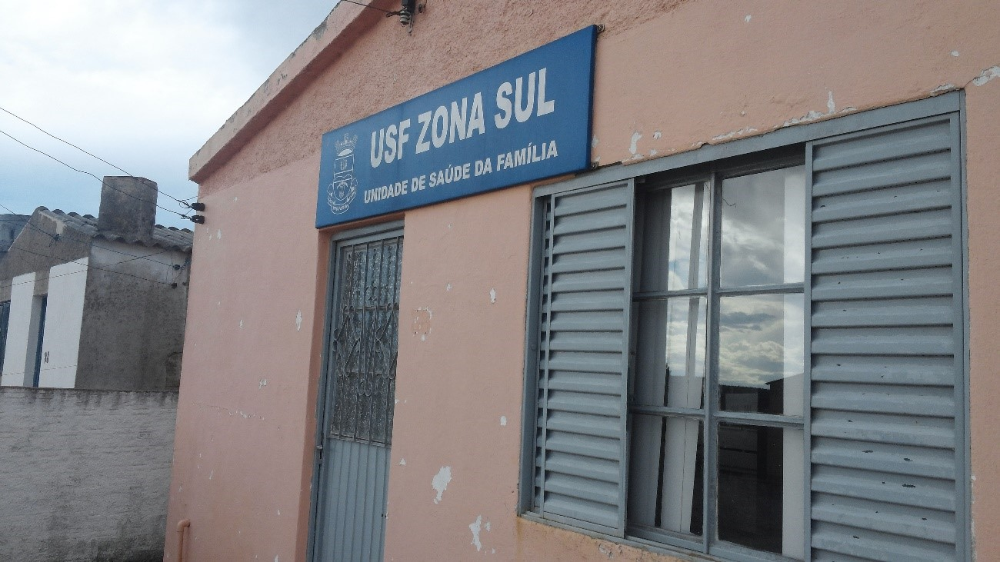 USF ZONA SUL
UNIDADE DE SAÚDE DA FAMÍLIA